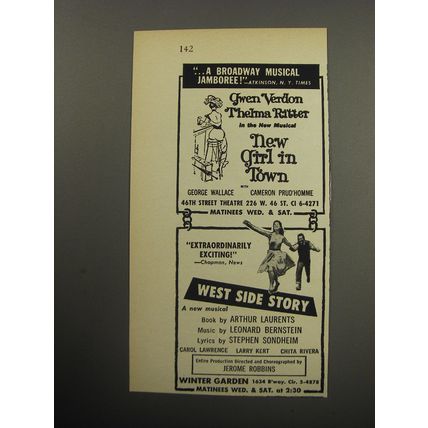 142
"...A BROADWAY MUSICAL
JAMBOREE!"—ATKINSON, N. Y. TIMES
Gwen Verdon
Thelma Ritter
in the New Musical
New
Girl in
Town
WITH
GEORGE WALLACE CAMERON PRUD'HOMME
46TH STREET THEATRE 226 W. 46 ST. CI 6-4271
MATINEES WED. & SAT.
"EXTRAORDINARILY
EXCITING!"
—Chapman, News
WEST SIDE STORY
A new musical
Book by ARTHUR LAURENTS
Music by LEONARD BERNSTEIN
Lyrics by STEPHEN SONDHEIM
CAROL LAWRENCE LARRY KERT CHITA RIVERA
Entire Production Directed and Choreographed by
JEROME ROBBINS
WINTER GARDEN 1634 B'way. Cir. 5-4878
MATINEES WED. & SAT. at 2:30